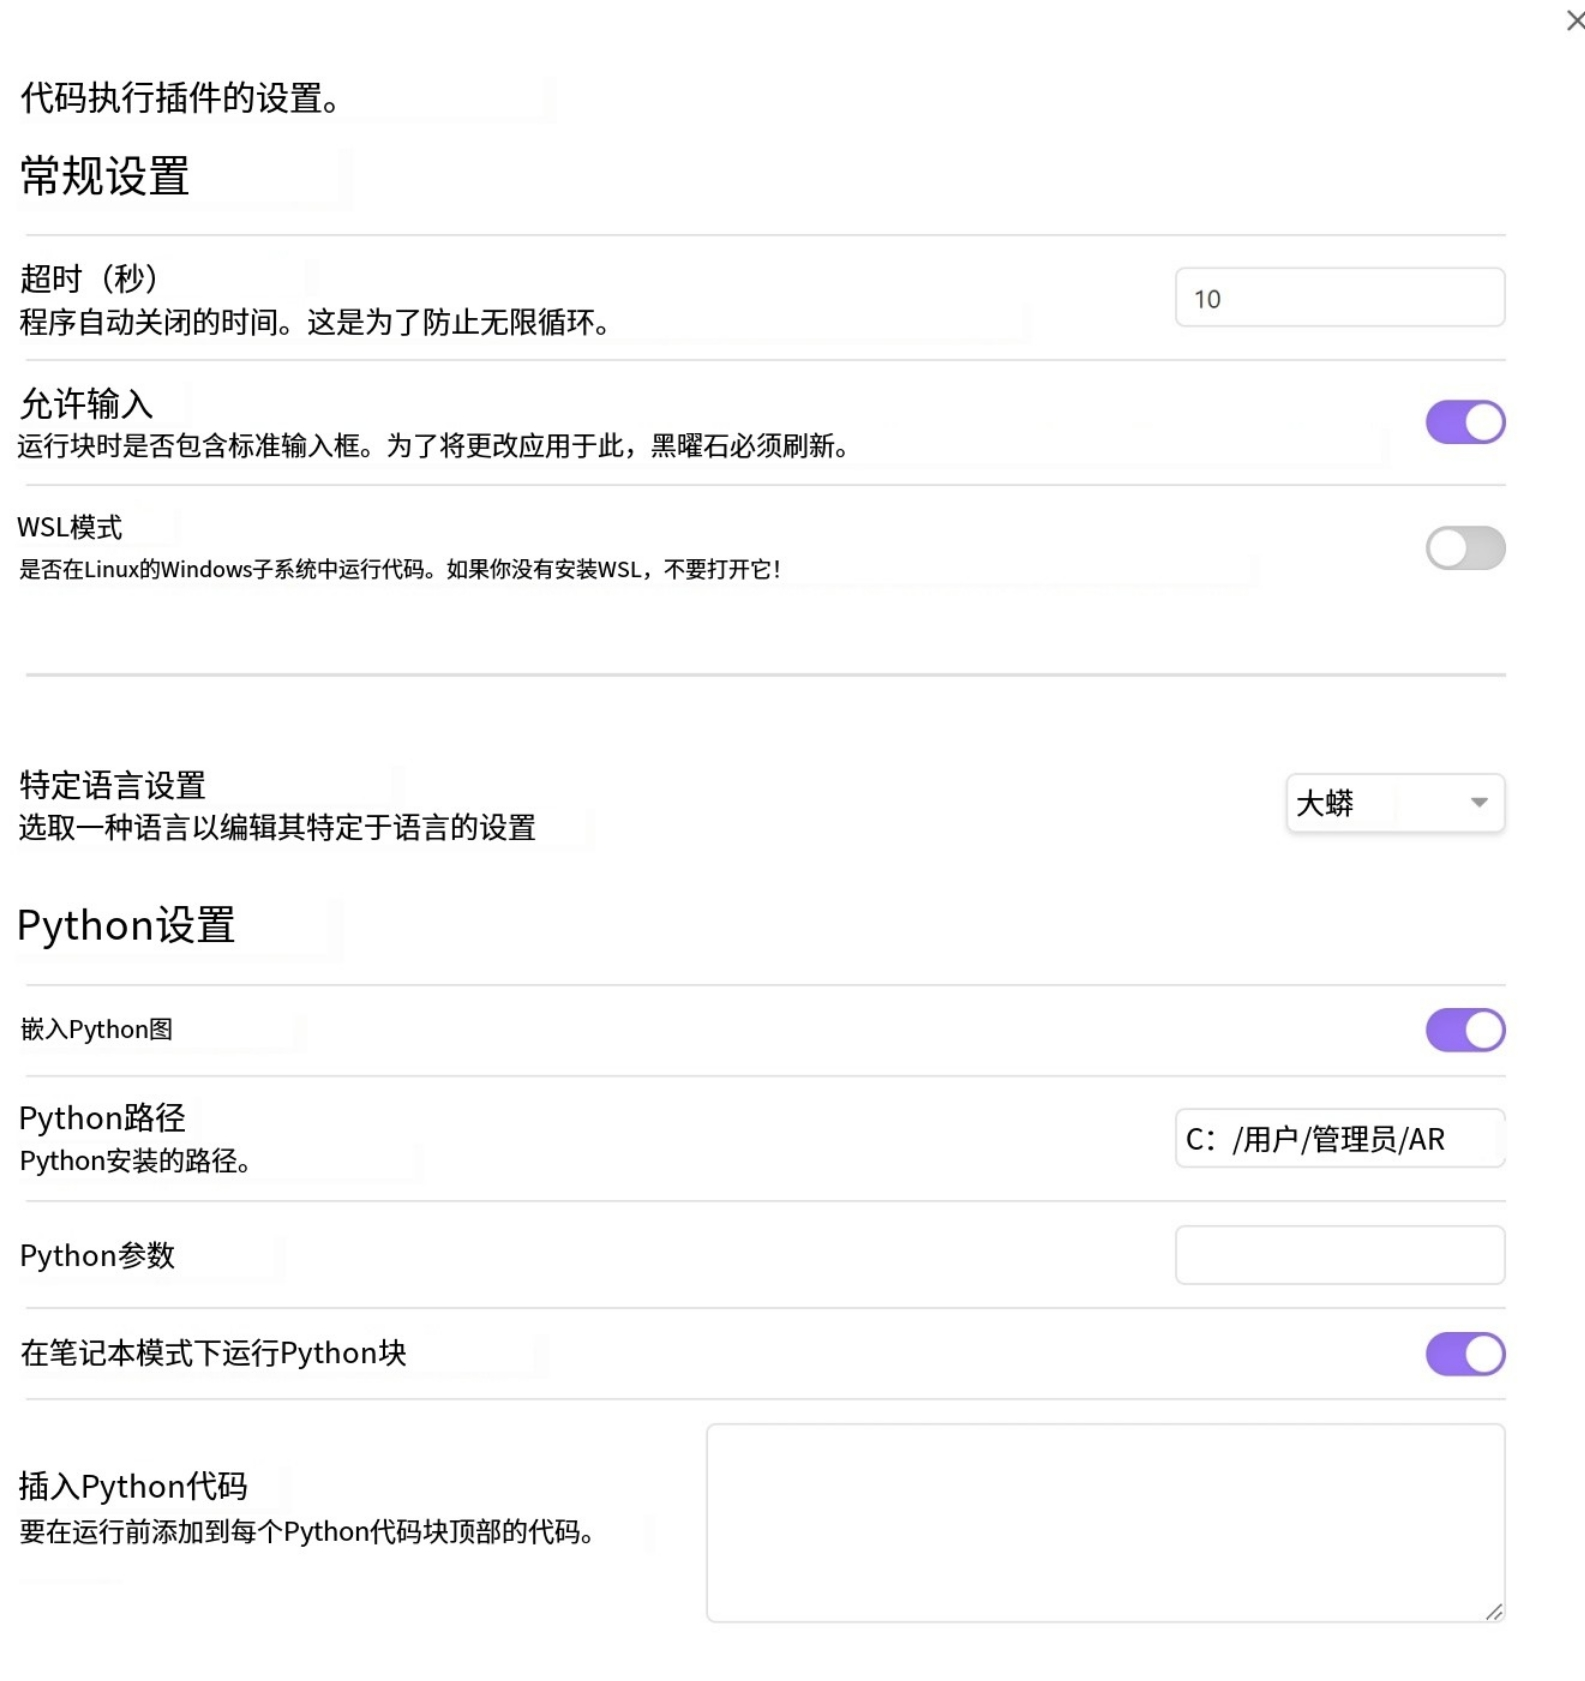 代码执行插件的设置。
常规设置
超时（秒）
程序自动关闭的时间。这是为了防止无限循环。
10
允许输入
运行块时是否包含标准输入框。为了将更改应用于此，黑曜石必须刷新。
WSL模式
是否在Linux的Windows子系统中运行代码。如果你没有安装WSL，不要打开它！
特定语言设置
选取一种语言以编辑其特定于语言的设置
大蟒
Python设置
嵌入Python图
Python路径
Python安装的路径。
C：/用户/管理员/AR
Python参数
在笔记本模式下运行Python块
插入Python代码
要在运行前添加到每个Python代码块顶部的代码。